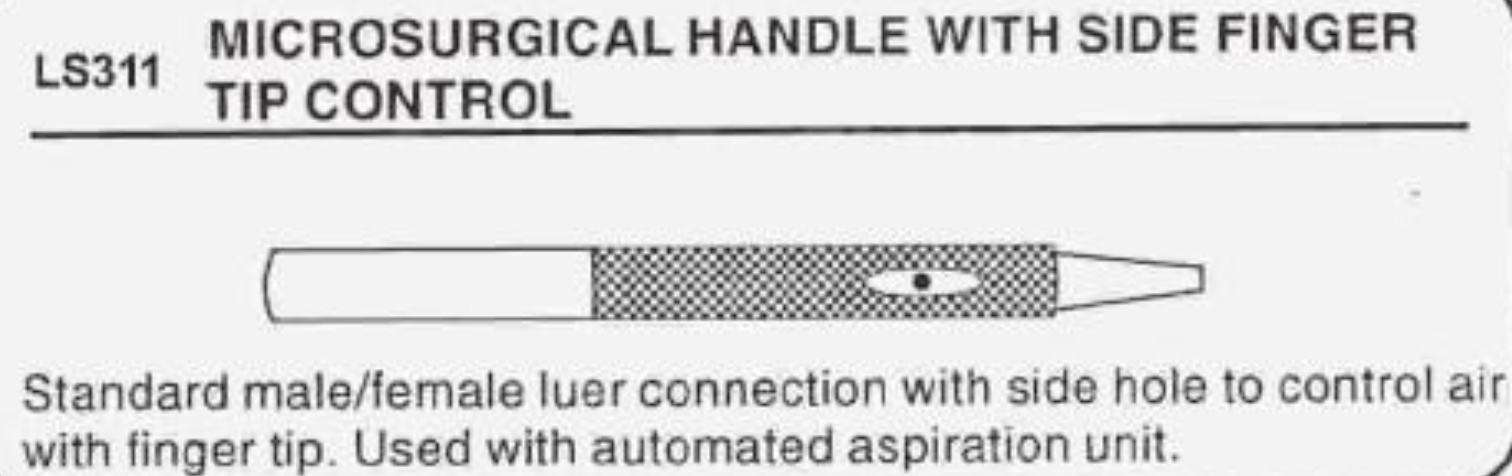 LS311 MICROSURGICAL HANDLE WITH SIDE FINGER
TIP CONTROL
Standard male/female luer connection with side hole to control air
with finger tip. Used with automated aspiration unit.